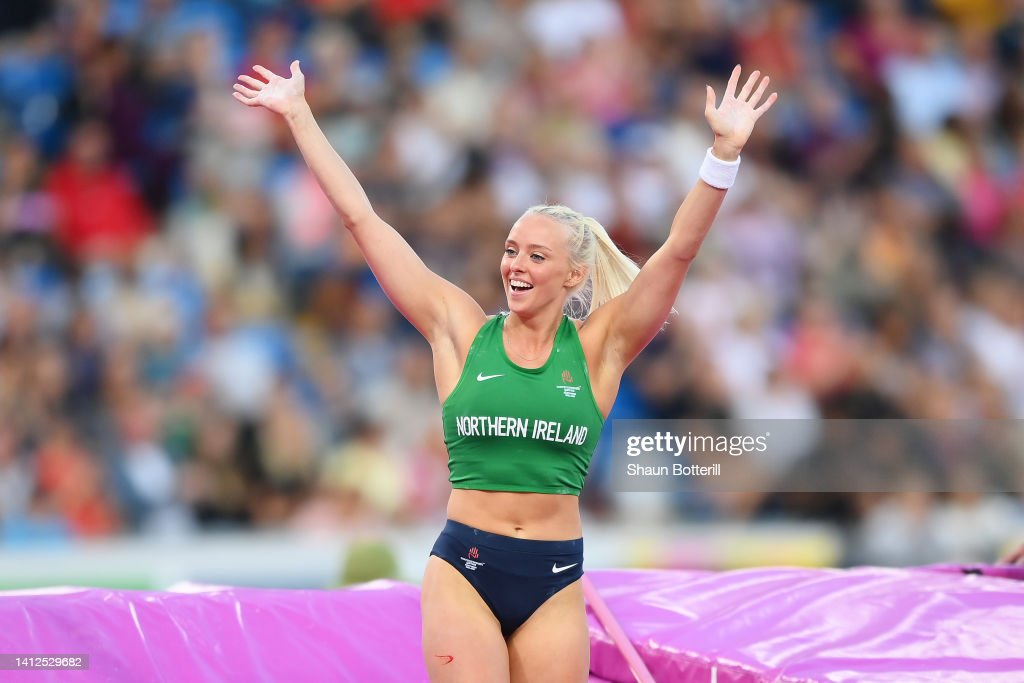 NORTHERN IRELAND
gettyimages®
Shaun Botterill
1412529682